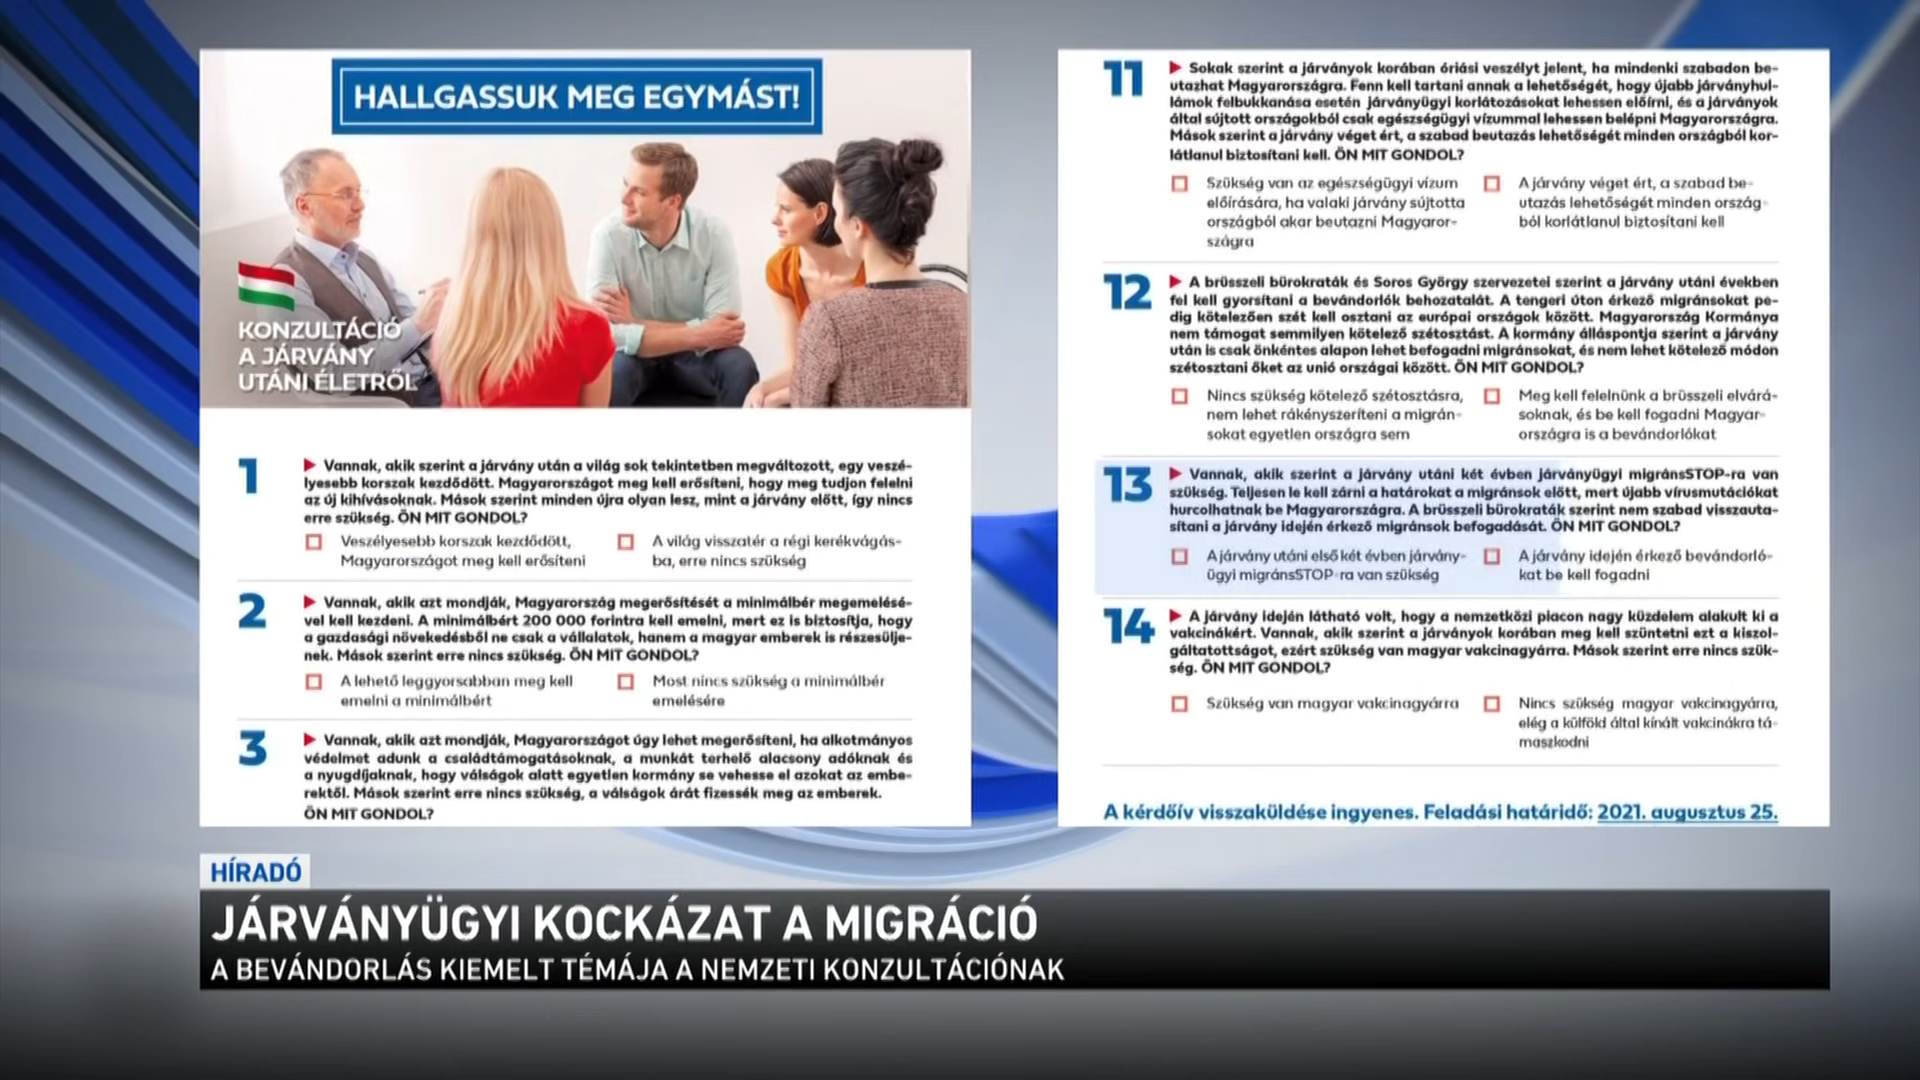 HALLGASSUK MEG EGYMÁST!
KONZULTÁCIÓ
A JÁRVÁNY
UTÁNI ÉLETRŐL
1
Vannak, akik szerint a járvány után a világ sok tekintetben megváltozott, egy veszé-
lyesebb korszak kezdődött. Magyarországot meg kell erősíteni, hogy meg tudjon felelni
az új kihívásoknak. Mások szerint minden újra olyan lesz, mint a járvány előtt, így nincs
erre szükség. ÖN MIT GONDOL?
Veszélyesebb korszak kezdődött,
Magyarországot meg kell erősíteni
A világ visszatér a régi kerékvágás-
ba, erre nincs szükség
2
Vannak, akik azt mondják, Magyarország megerősítését a minimálbér megemelésé-
vel kell kezdeni. A minimálbért 200 000 forintra kell emelni, mert ez is biztosítja, hogy
a gazdasági növekedésből ne csak a vállalatok, hanem a magyar emberek is részesülje-
nek. Mások szerint erre nincs szükség. ÖN MIT GONDOL?
A lehető leggyorsabban meg kell
emelni a minimálbért
Most nincs szükség a minimálbér
emelésére
3
Vannak, akik azt mondják, Magyarországot úgy lehet megerősíteni, ha alkotmányos
védelmet adunk a családtámogatásoknak, a munkát terhelő alacsony adóknak és
a nyugdíjaknak, hogy válságok alatt egyetlen kormány se vehesse el azokat az embe-
rektől. Mások szerint erre nincs szükség, a válságok árát fizessék meg az emberek.
ÖN MIT GONDOL?
11
Sokak szerint a járványok korában óriási veszélyt jelent, ha mindenki szabadon be-
utazhat Magyarországra. Fenn kell tartani annak a lehetőségét, hogy újabb járványhul-
lámok felbukkanása esetén járványügyi korlátozásokat lehessen előírni, és a járványok
által sújtott országokból csak egészségügyi vízummal lehessen belépni Magyarországra.
Mások szerint a járvány véget ért, a szabad beutazás lehetőségét minden országból kor-
látlanul biztosítani kell. ÖN MIT GONDOL?
Szükség van az egészségügyi vízum
előírására, ha valaki járvány sújtotta
országból akar beutazni Magyaror-
szágra
A járvány véget ért, a szabad be-
utazás lehetőségét minden ország-
ból korlátlanul biztosítani kell
12
A brüsszeli bürokraták és Soros György szervezetei szerint a járvány utáni években
fel kell gyorsítani a bevándorlók behozatalát. A tengeri úton érkező migránsokat pe-
dig kötelezően szét kell osztani az európai országok között. Magyarország Kormánya
nem támogat semmilyen kötelező szétosztást. A kormány álláspontja szerint a járvány
után is csak önkéntes alapon lehet befogadni migránsokat, és nem lehet kötelező módon
szétosztani őket az unió országai között. ÖN MIT GONDOL?
Nincs szükség kötelező szétosztásra,
nem lehet rákényszeríteni a migrán-
sokat egyetlen országra sem
Meg kell felelnünk a brüsszeli elvárá-
soknak, és be kell fogadni Magyar-
országra is a bevándorlókat
13
Vannak, akik szerint a járvány utáni két évben járványügyi migránsSTOP-ra van
szükség. Teljesen le kell zárni a határokat a migránsok előtt, mert újabb vírusmutációkat
hurcolhatnak be Magyarországra. A brüsszeli bürokraták szerint nem szabad visszauta-
sítani a járvány idején érkező migránsok befogadását. ÖN MIT GONDOL?
A járvány utáni első két évben járvány-
ügyi migránsSTOP-ra van szükség
A járvány idején érkező bevándorló-
kat be kell fogadni
14
A járvány idején látható volt, hogy a nemzetközi piacon nagy küzdelem alakult ki a
vakcinákért. Vannak, akik szerint a járványok korában meg kell szüntetni ezt a kiszol-
gáltatottságot, ezért szükség van magyar vakcinagyárra. Mások szerint erre nincs szük-
ség. ÖN MIT GONDOL?
Szükség van magyar vakcinagyárra
Nincs szükség magyar vakcinagyárra,
elég a külföld által kínált vakcinákra tá-
maszkodni
A kérdőív visszaküldése ingyenes. Feladási határidő: 2021. augusztus 25.
HÍRADÓ
JÁRVÁNYÜGYI KOCKÁZAT A MIGRÁCIÓ
A BEVÁNDORLÁS KIEMELT TÉMÁJA A NEMZETI KONZULTÁCIÓNAK